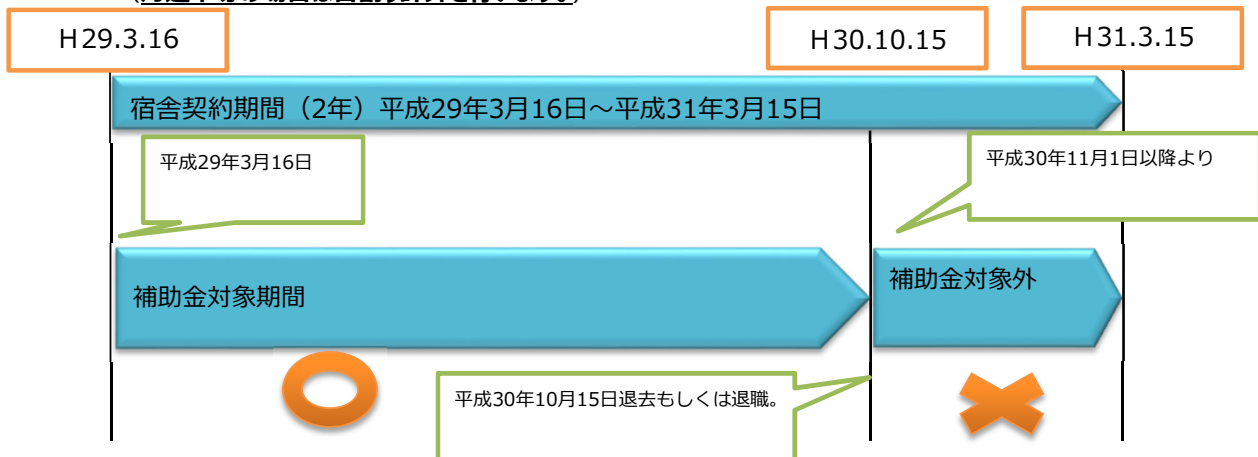 H29.3.16
H30.10.15
H31.3.15
宿舎契約期間（2年）平成29年3月16日～平成31年3月15日
平成29年3月16日
平成30年11月1日以降より
補助金対象期間
補助金対象外
平成30年10月15日退去もしくは退職。